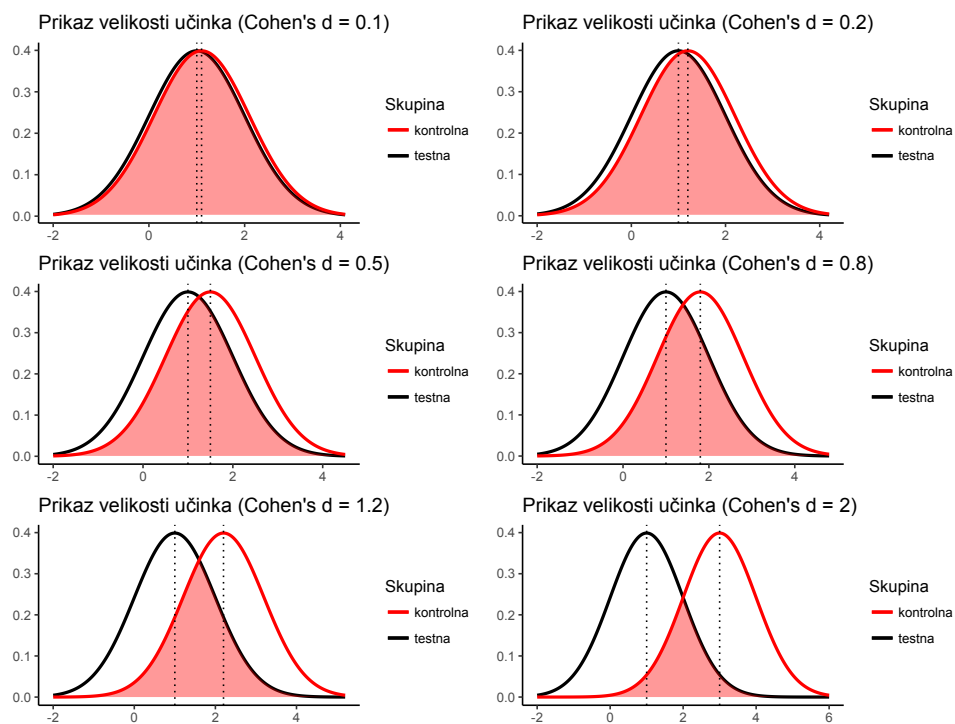 Prikaz velikosti učinka (Cohen's d = 0.1)
0.4
0.3
0.2
0.1
0.0
-2
0
2
4
Skupina
kontrolna
testna
Prikaz velikosti učinka (Cohen's d = 0.2)
0.4
0.3
0.2
0.1
0.0
-2
0
2
4
Skupina
kontrolna
testna
Prikaz velikosti učinka (Cohen's d = 0.5)
0.4
0.3
0.2
0.1
0.0
-2
0
2
4
Skupina
kontrolna
testna
Prikaz velikosti učinka (Cohen's d = 0.8)
0.4
0.3
0.2
0.1
0.0
-2
0
2
4
Skupina
kontrolna
testna
Prikaz velikosti učinka (Cohen's d = 1.2)
0.4
0.3
0.2
0.1
0.0
-2
0
2
4
Skupina
kontrolna
testna
Prikaz velikosti učinka (Cohen's d = 2)
0.4
0.3
0.2
0.1
0.0
-2
0
2
4
6
Skupina
kontrolna
testna